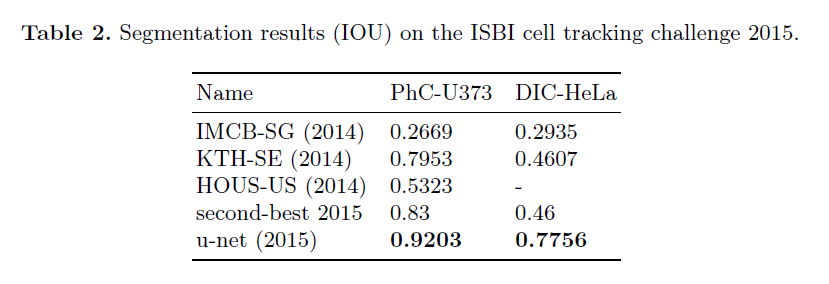 Table 2. Segmentation results (IOU) on the ISBI cell tracking challenge 2015.
Name PhC-U373 DIC-HeLa
IMCB-SG (2014) 0.2669 0.2935
KTH-SE (2014) 0.7953 0.4607
HOUS-US (2014) 0.5323 -
second-best 2015 0.83 0.46
u-net (2015) 0.9203 0.7756